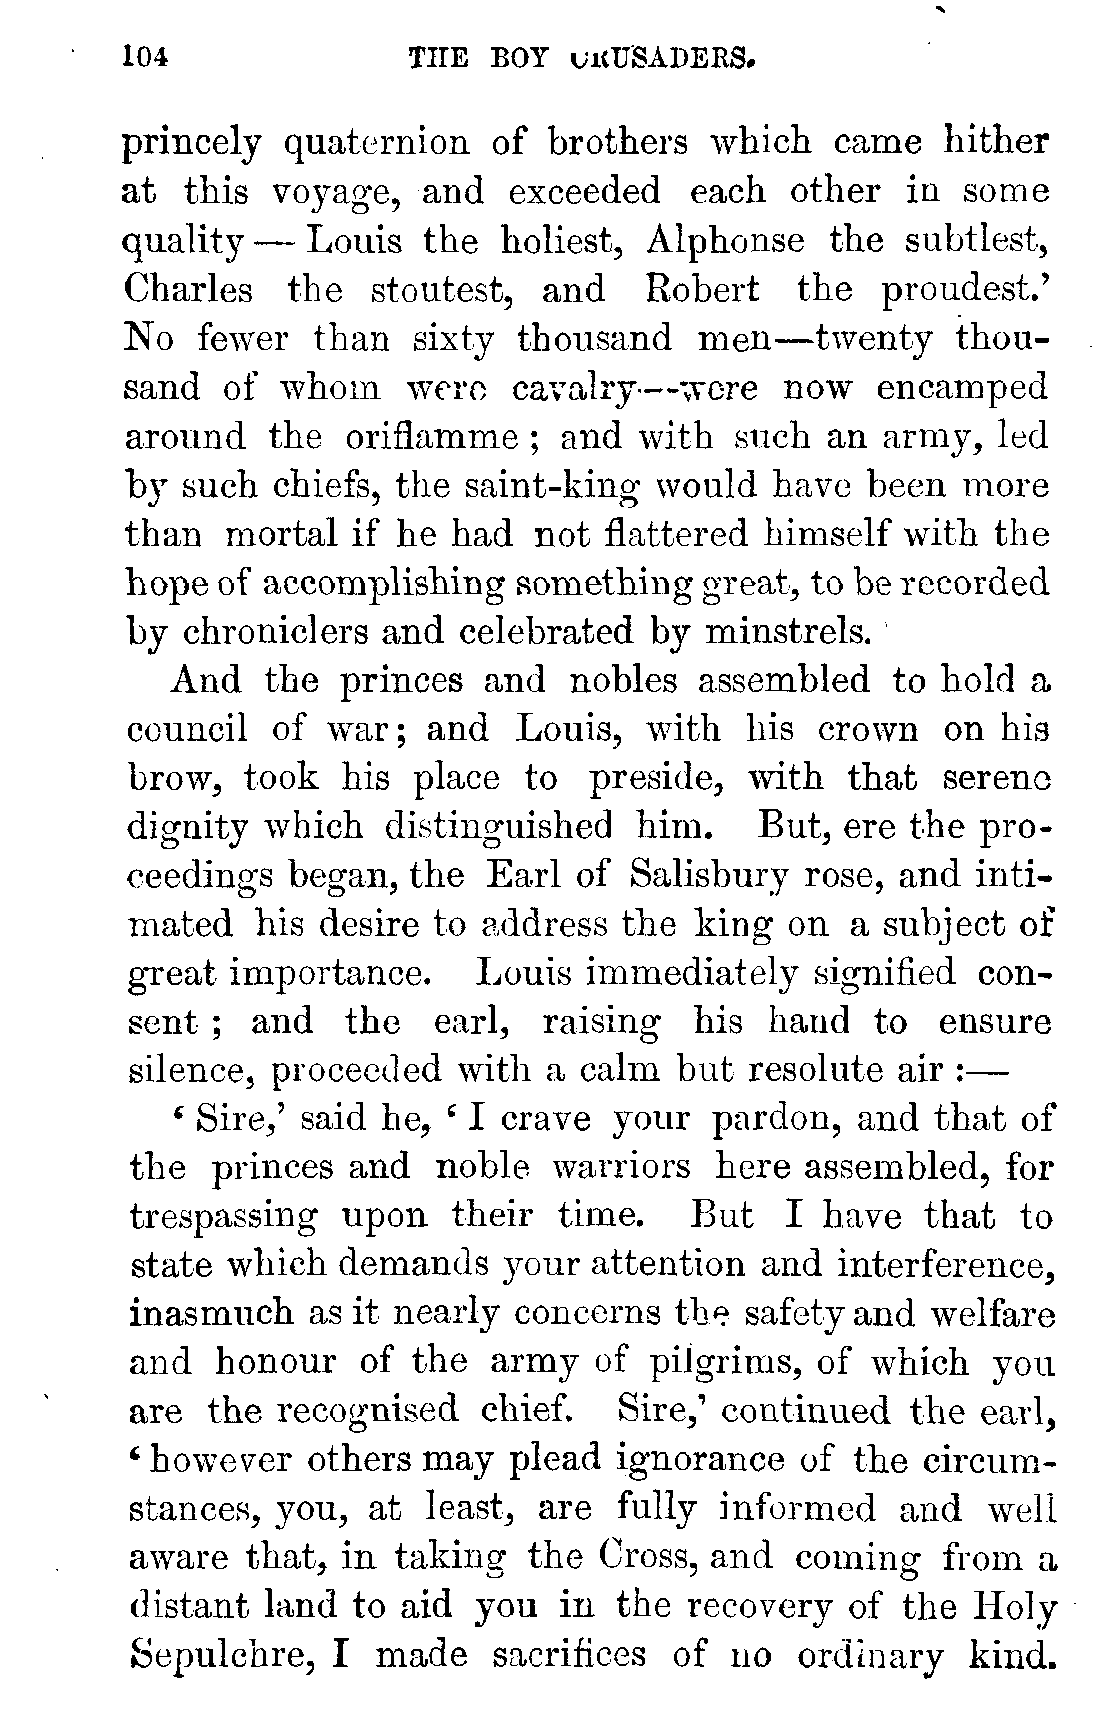 104 THE BOY CRUSADERS.
princely quaternion of brothers which came hither
at this voyage, and exceeded each other in some
quality — Louis the holiest, Alphonse the subtlest,
Charles the stoutest, and Robert the proudest.’
No fewer than sixty thousand men—twenty thou-
sand of whom were cavalry—were now encamped
around the oriflamme ; and with such an army, led
by such chiefs, the saint-king would have been more
than mortal if he had not flattered himself with the
hope of accomplishing something great, to be recorded
by chroniclers and celebrated by minstrels.
And the princes and nobles assembled to hold a
council of war ; and Louis, with his crown on his
brow, took his place to preside, with that serene
dignity which distinguished him. But, ere the pro-
ceedings began, the Earl of Salisbury rose, and inti-
mated his desire to address the king on a subject of
great importance. Louis immediately signified con-
sent ; and the earl, raising his hand to ensure
silence, proceeded with a calm but resolute air :—
‘ Sire,’ said he, ‘ I crave your pardon, and that of
the princes and noble warriors here assembled, for
trespassing upon their time. But I have that to
state which demands your attention and interference,
inasmuch as it nearly concerns the safety and welfare
and honour of the army of pilgrims, of which you
are the recognised chief. Sire,’ continued the earl,
‘ however others may plead ignorance of the circum-
stances, you, at least, are fully informed and well
aware that, in taking the Cross, and coming from a
distant land to aid you in the recovery of the Holy
Sepulchre, I made sacrifices of no ordinary kind.